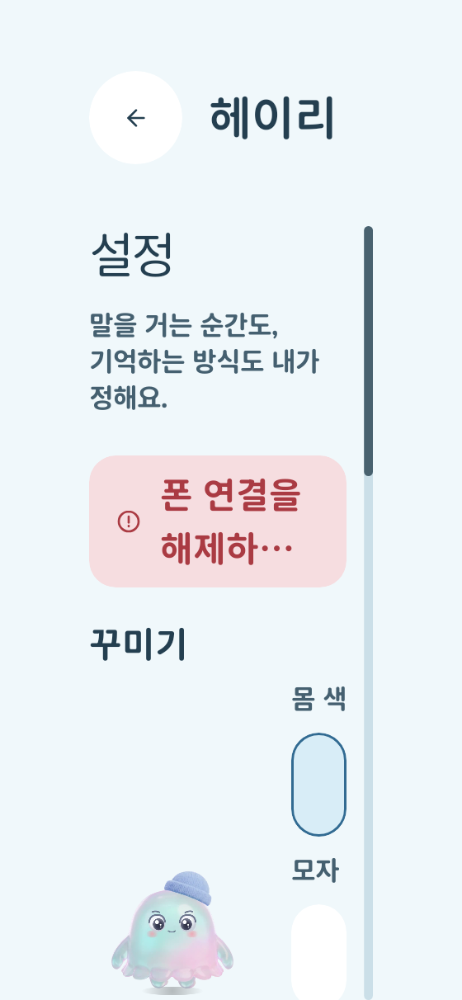 헤이리
설정
말을 거는 순간도,
기억하는 방식도 내가
정해요.
폰 연결을
해제하…
꾸미기
몸 색
모자